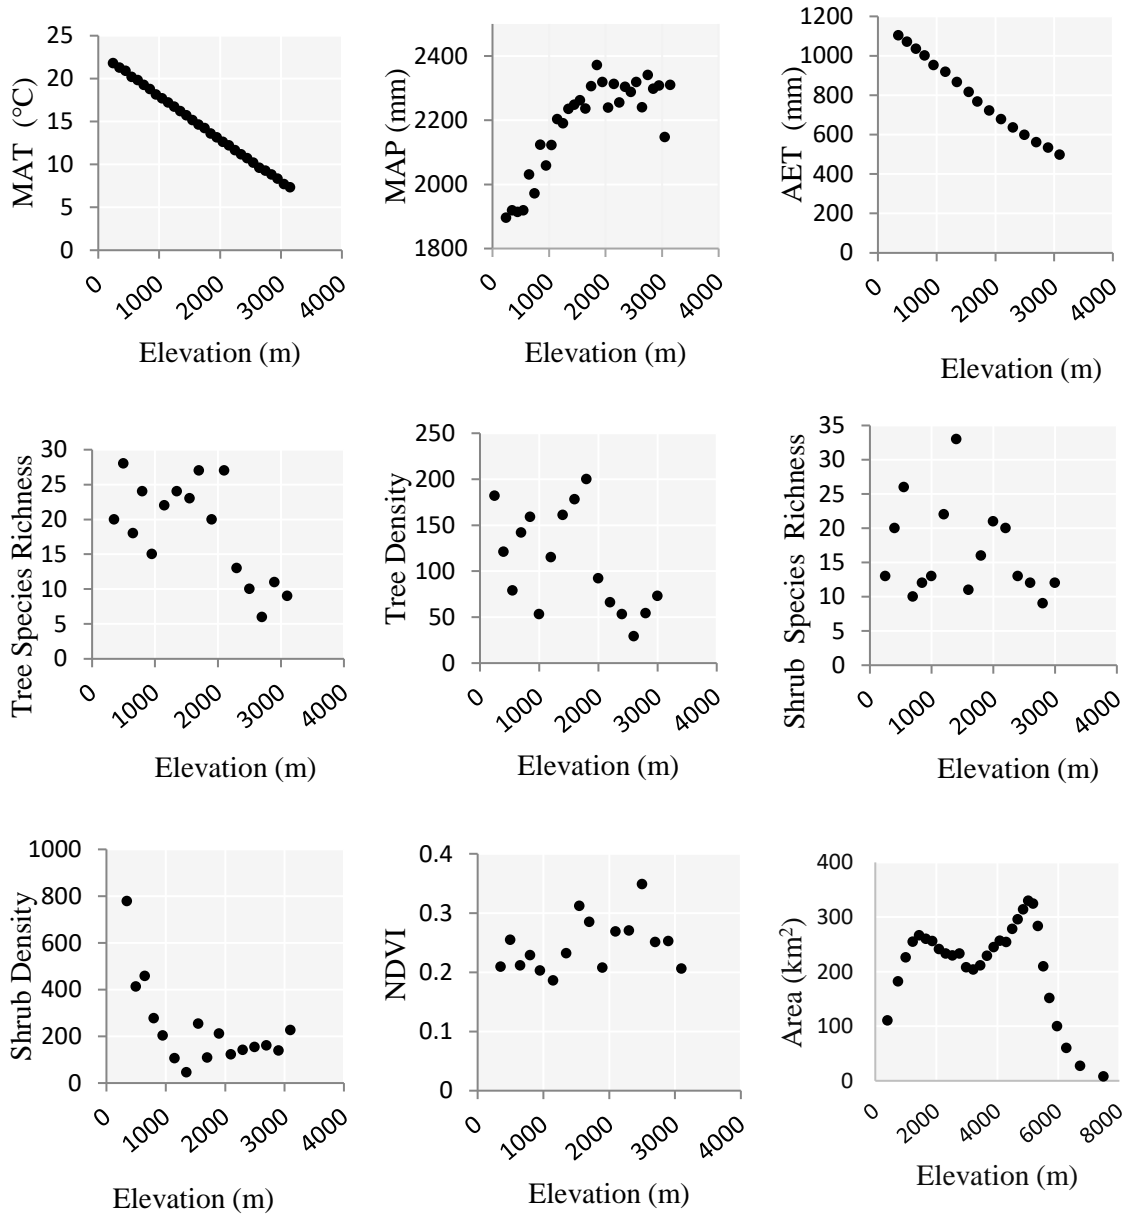 25
20
15
10
5
0
MAT (°C)
0 1000 2000 3000 4000
Elevation (m)
2400
2200
2000
1800
MAP (mm)
0 1000 2000 3000 4000
Elevation (m)
1200
1000
800
600
400
200
0
AET (mm)
0 1000 2000 3000 4000
Elevation (m)
30
25
20
15
10
5
0
Tree Species Richness
0 1000 2000 3000 4000
Elevation (m)
250
200
150
100
50
0
Tree Density
0 1000 2000 3000 4000
Elevation (m)
35
30
25
20
15
10
5
0
Shrub Species Richness
0 1000 2000 3000 4000
Elevation (m)
1000
800
600
400
200
0
Shrub Density
0 1000 2000 3000 4000
Elevation (m)
0.4
0.3
0.2
0.1
0
NDVI
0 1000 2000 3000 4000
Elevation (m)
400
300
200
100
0
Area (km²)
0 2000 4000 6000 8000
Elevation (m)